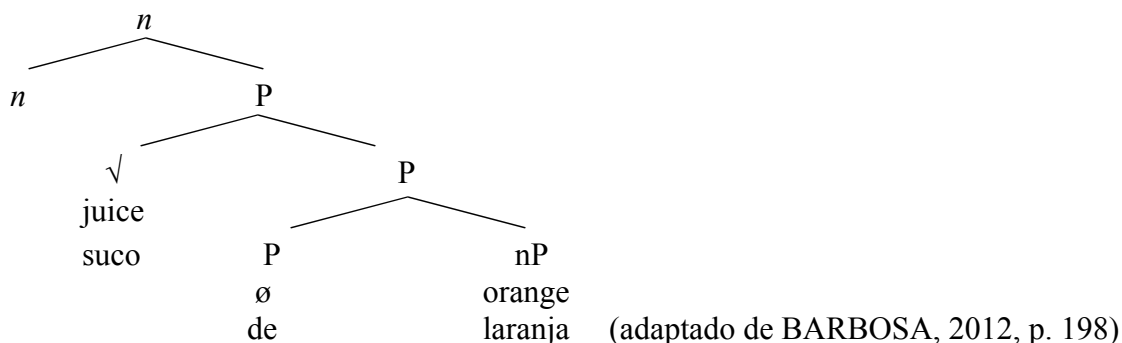 n
n P
√ P
juice
suco P nP
ø orange
de laranja (adaptado de BARBOSA, 2012, p. 198)